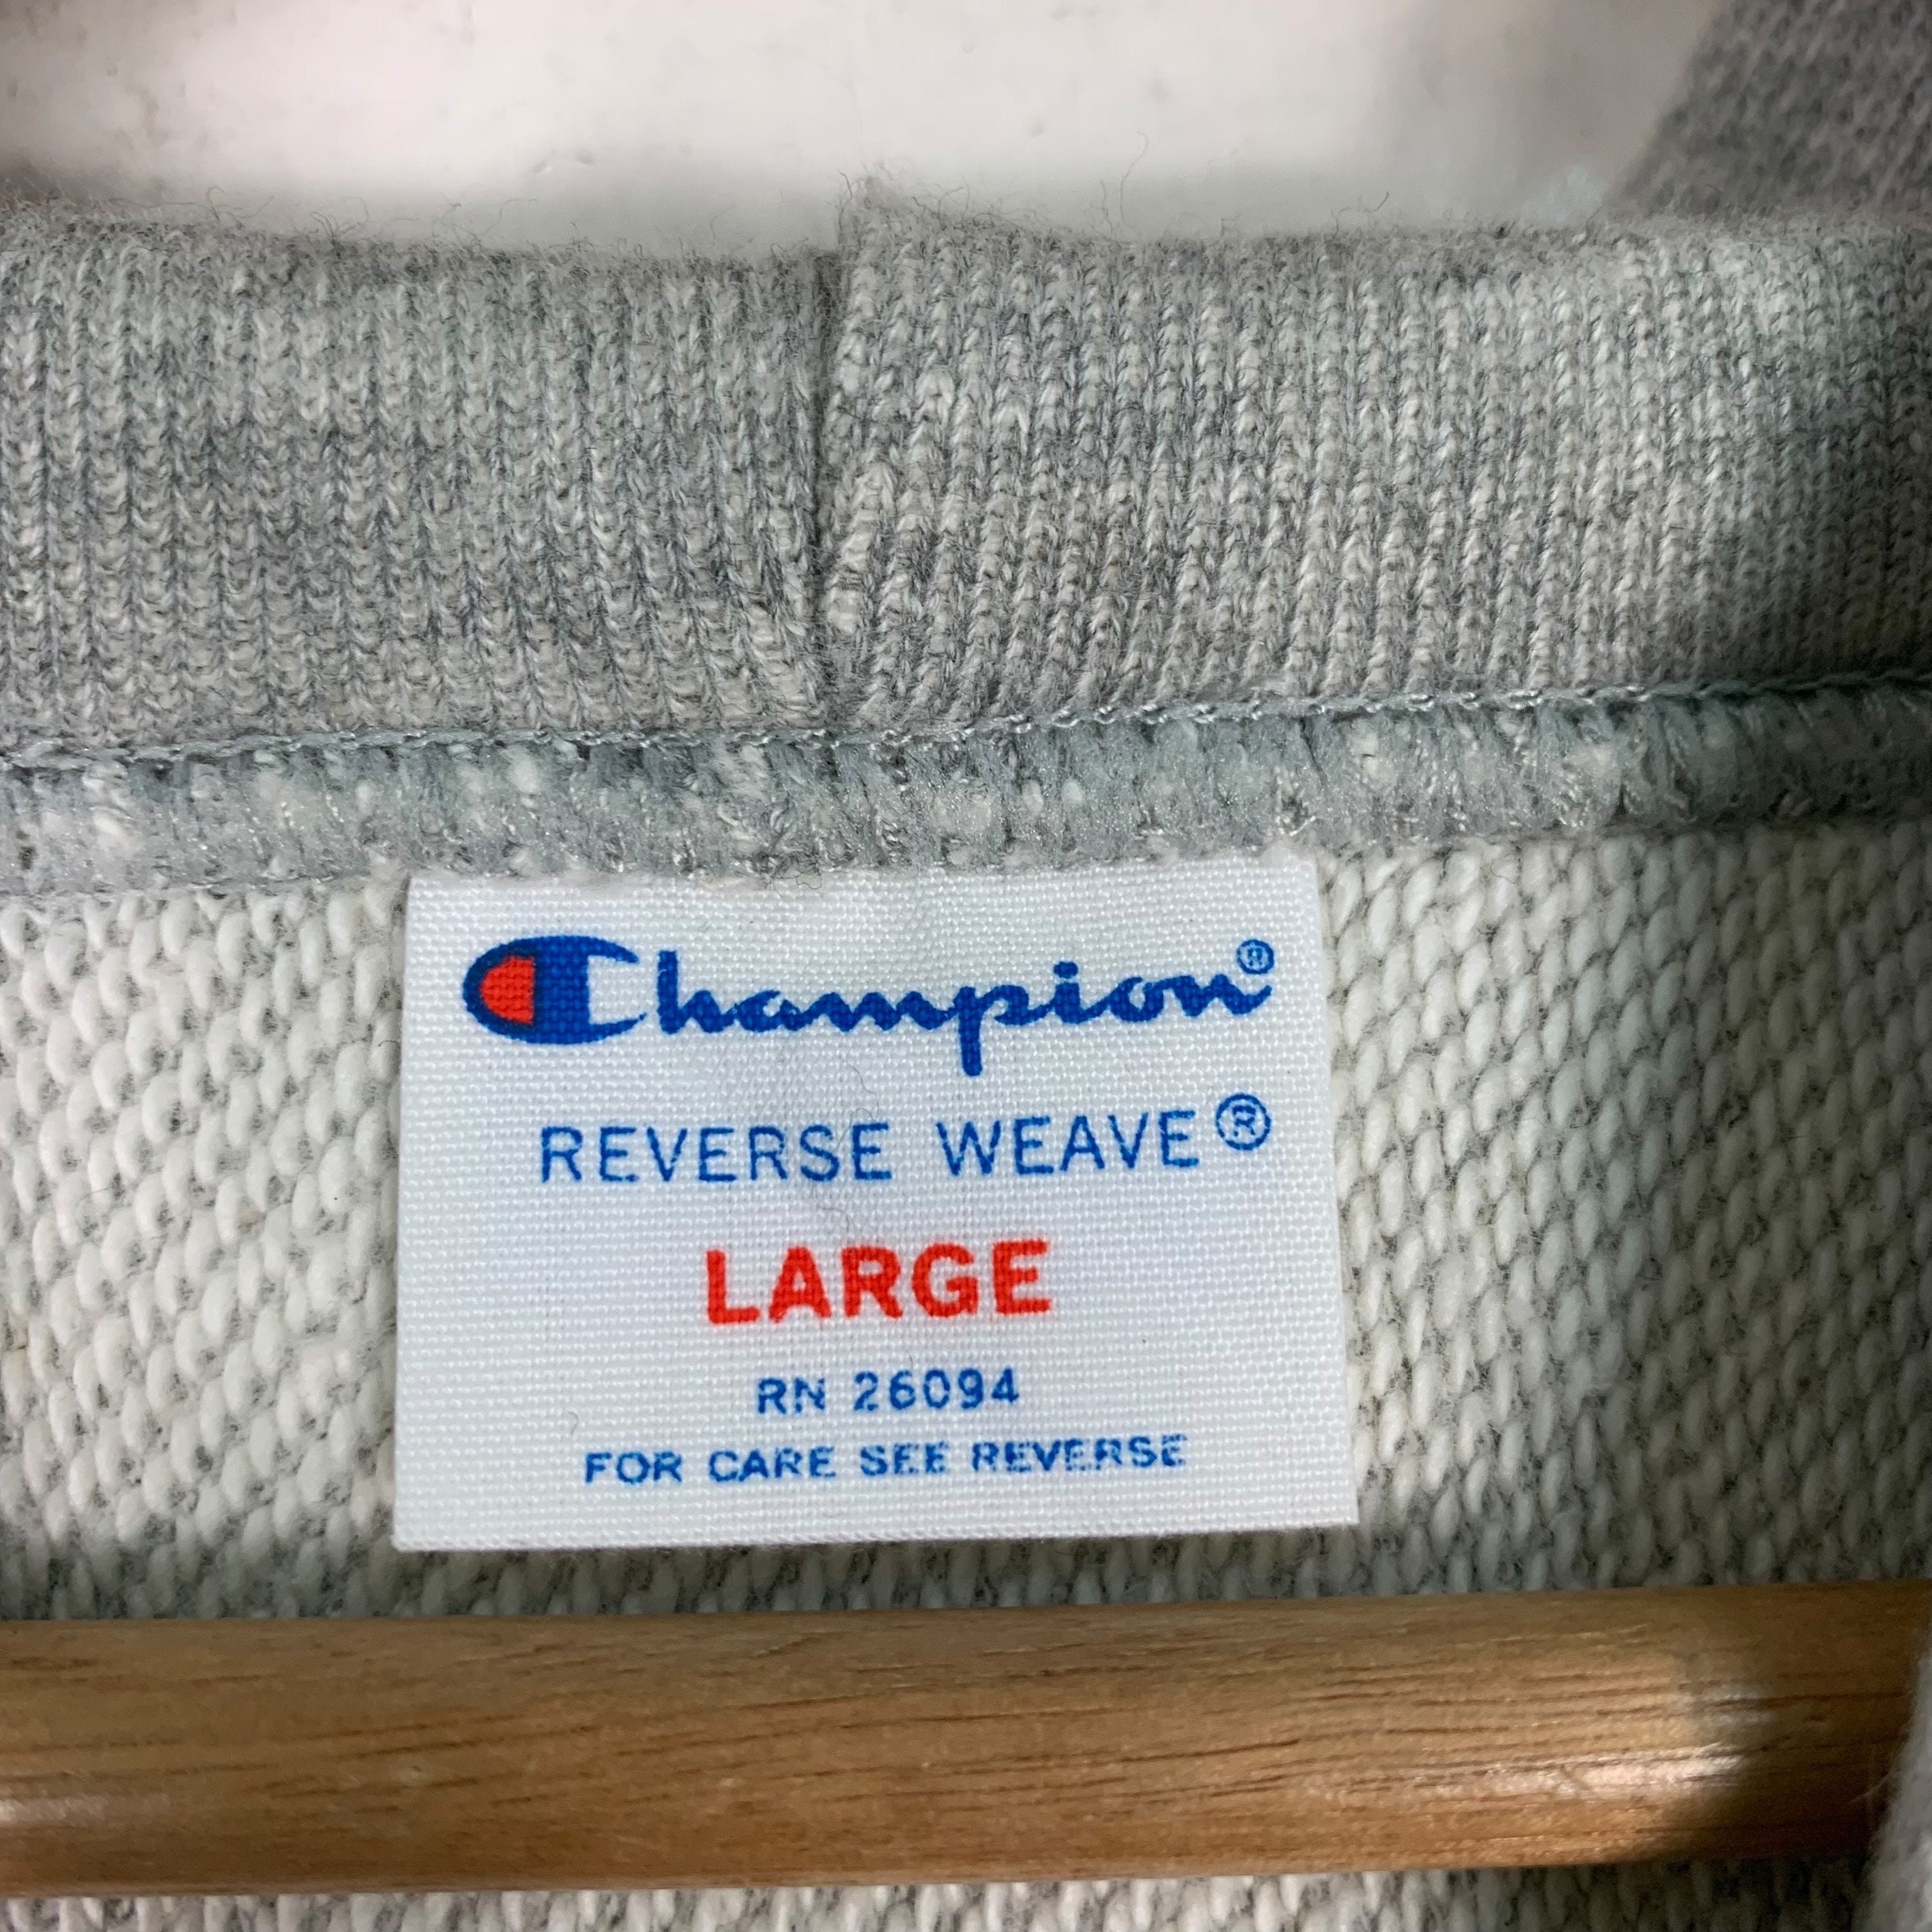 Champion®
REVERSE WEAVE®
LARGE
RN 26094
FOR CARE SEE REVERSE